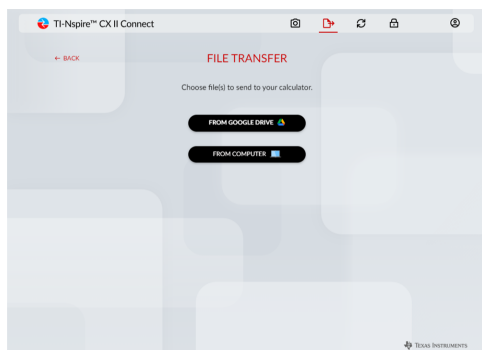 TI-Nspire™ CX II Connect
← BACK
FILE TRANSFER
Choose file(s) to send to your calculator.
FROM GOOGLE DRIVE
FROM COMPUTER
TEXAS INSTRUMENTS